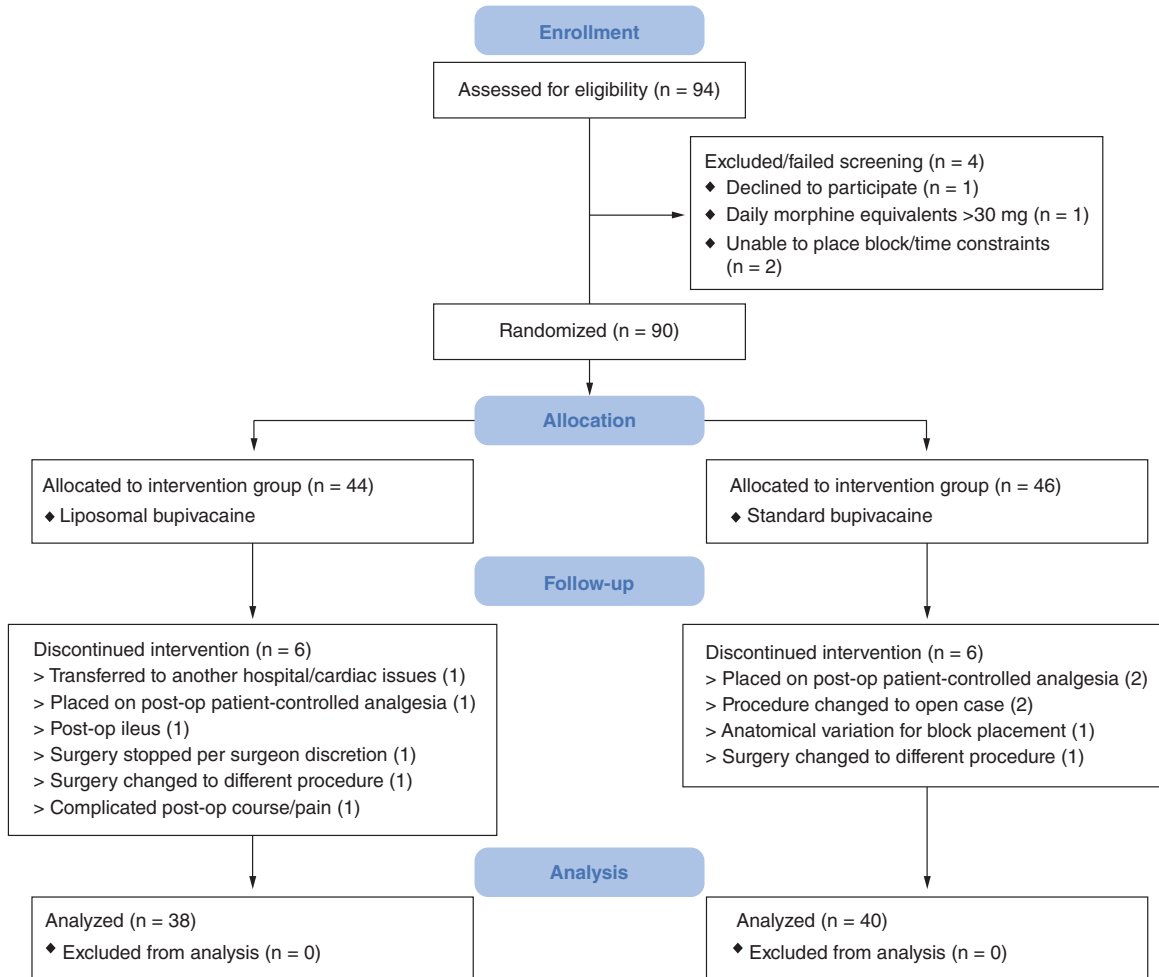 Enrollment
Assessed for eligibility (n = 94)
Excluded/failed screening (n = 4)
◆ Declined to participate (n = 1)
◆ Daily morphine equivalents >30 mg (n = 1)
◆ Unable to place block/time constraints
(n = 2)
Randomized (n = 90)
Allocation
Allocated to intervention group (n = 44)
◆ Liposomal bupivacaine
Allocated to intervention group (n = 46)
◆ Standard bupivacaine
Follow-up
Discontinued intervention (n = 6)
> Transferred to another hospital/cardiac issues (1)
> Placed on post-op patient-controlled analgesia (1)
> Post-op ileus (1)
> Surgery stopped per surgeon discretion (1)
> Surgery changed to different procedure (1)
> Complicated post-op course/pain (1)
Discontinued intervention (n = 6)
> Placed on post-op patient-controlled analgesia (2)
> Procedure changed to open case (2)
> Anatomical variation for block placement (1)
> Surgery changed to different procedure (1)
Analysis
Analyzed (n = 38)
◆ Excluded from analysis (n = 0)
Analyzed (n = 40)
◆ Excluded from analysis (n = 0)